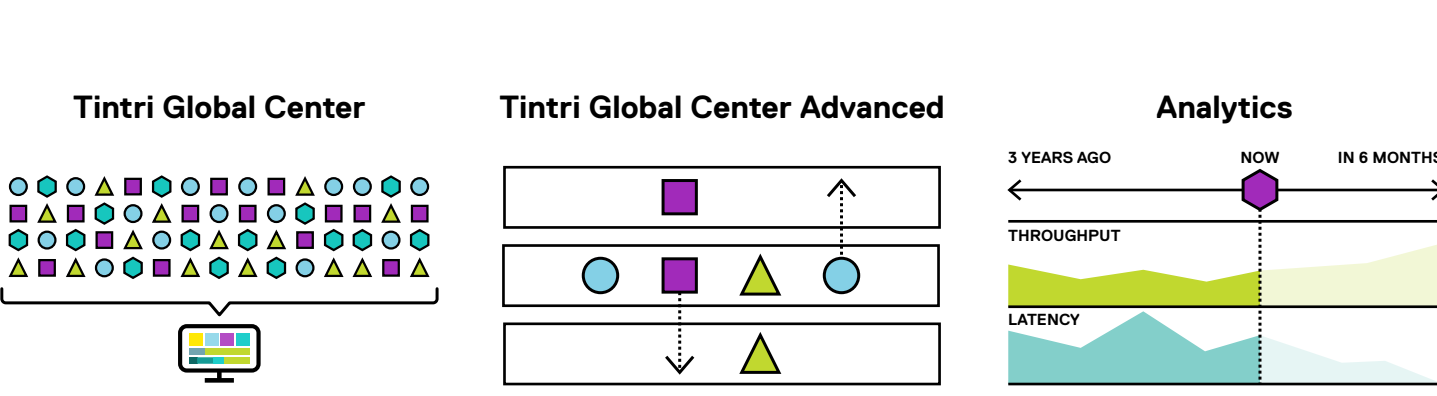 Tintri Global Center
Tintri Global Center Advanced
Analytics
3 YEARS AGO
NOW
IN 6 MONTHS
THROUGHPUT
LATENCY